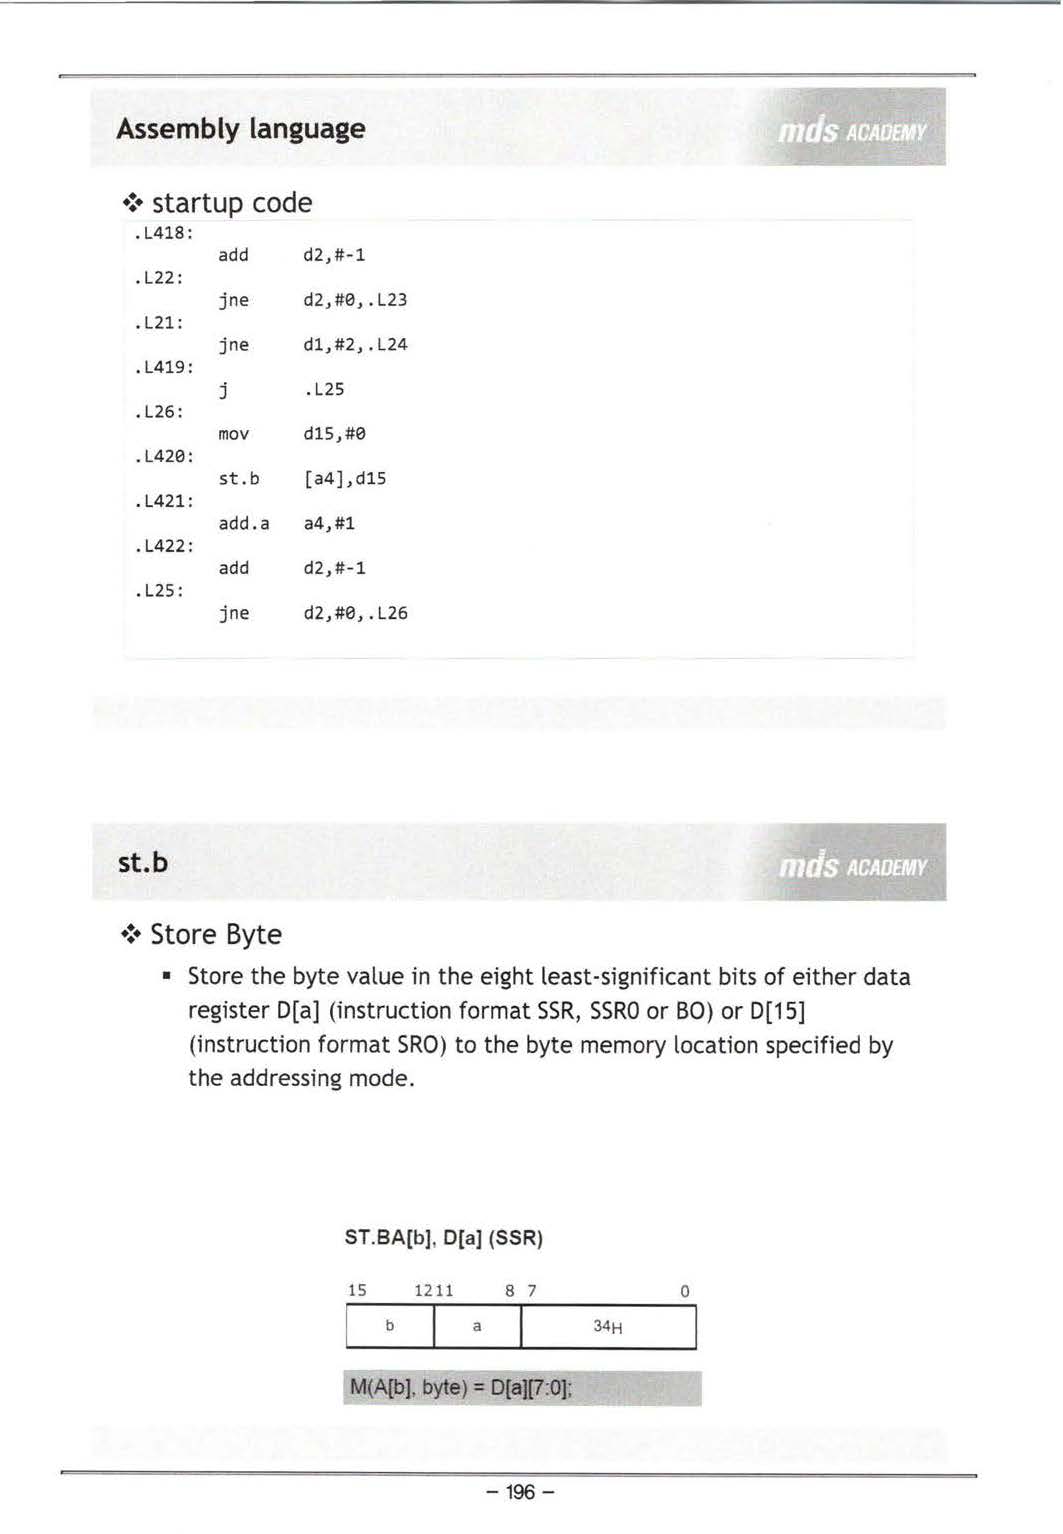 Assembly language
mds ACADEMY
❖ startup code
.L418:
add d2,#-1
.L22:
jne d2,#0,.L23
.L21:
jne d1,#2,.L24
.L419:
j .L25
.L26:
mov d15,#0
.L420:
st.b [a4],d15
.L421:
add.a a4,#1
.L422:
add d2,#-1
.L25:
jne d2,#0,.L26
st.b
mds ACADEMY
❖ Store Byte
▪ Store the byte value in the eight least-significant bits of either data
register D[a] (instruction format SSR, SSRO or BO) or D[15]
(instruction format SRO) to the byte memory location specified by
the addressing mode.
ST.BA[b], D[a] (SSR)
15 1211 8 7 0
b a 34H
M(A[b], byte) = D[a][7:0];
– 196 –